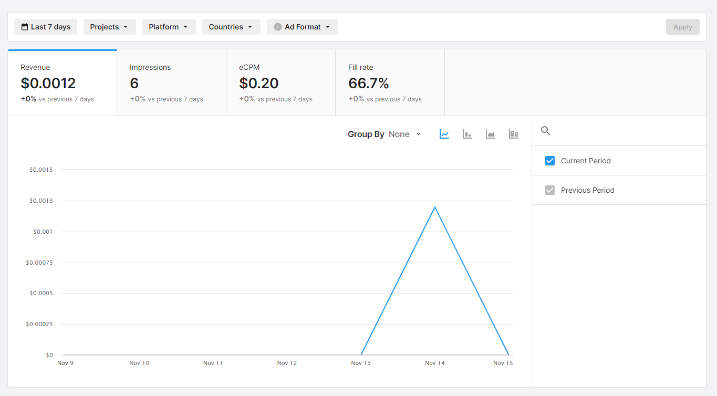 Last 7 days Projects Platform Countries Ad Format Apply
Revenue
$0.0012
+0% vs previous 7 days
Impressions
6
+0% vs previous 7 days
eCPM
$0.20
+0% vs previous 7 days
Fill rate
66.7%
+0% vs previous 7 days
Group By None
Current Period
Previous Period
$0.0015
$0.0013
$0.001
$0.00075
$0.0005
$0.00025
$0
Nov 9 Nov 10 Nov 11 Nov 12 Nov 13 Nov 14 Nov 15